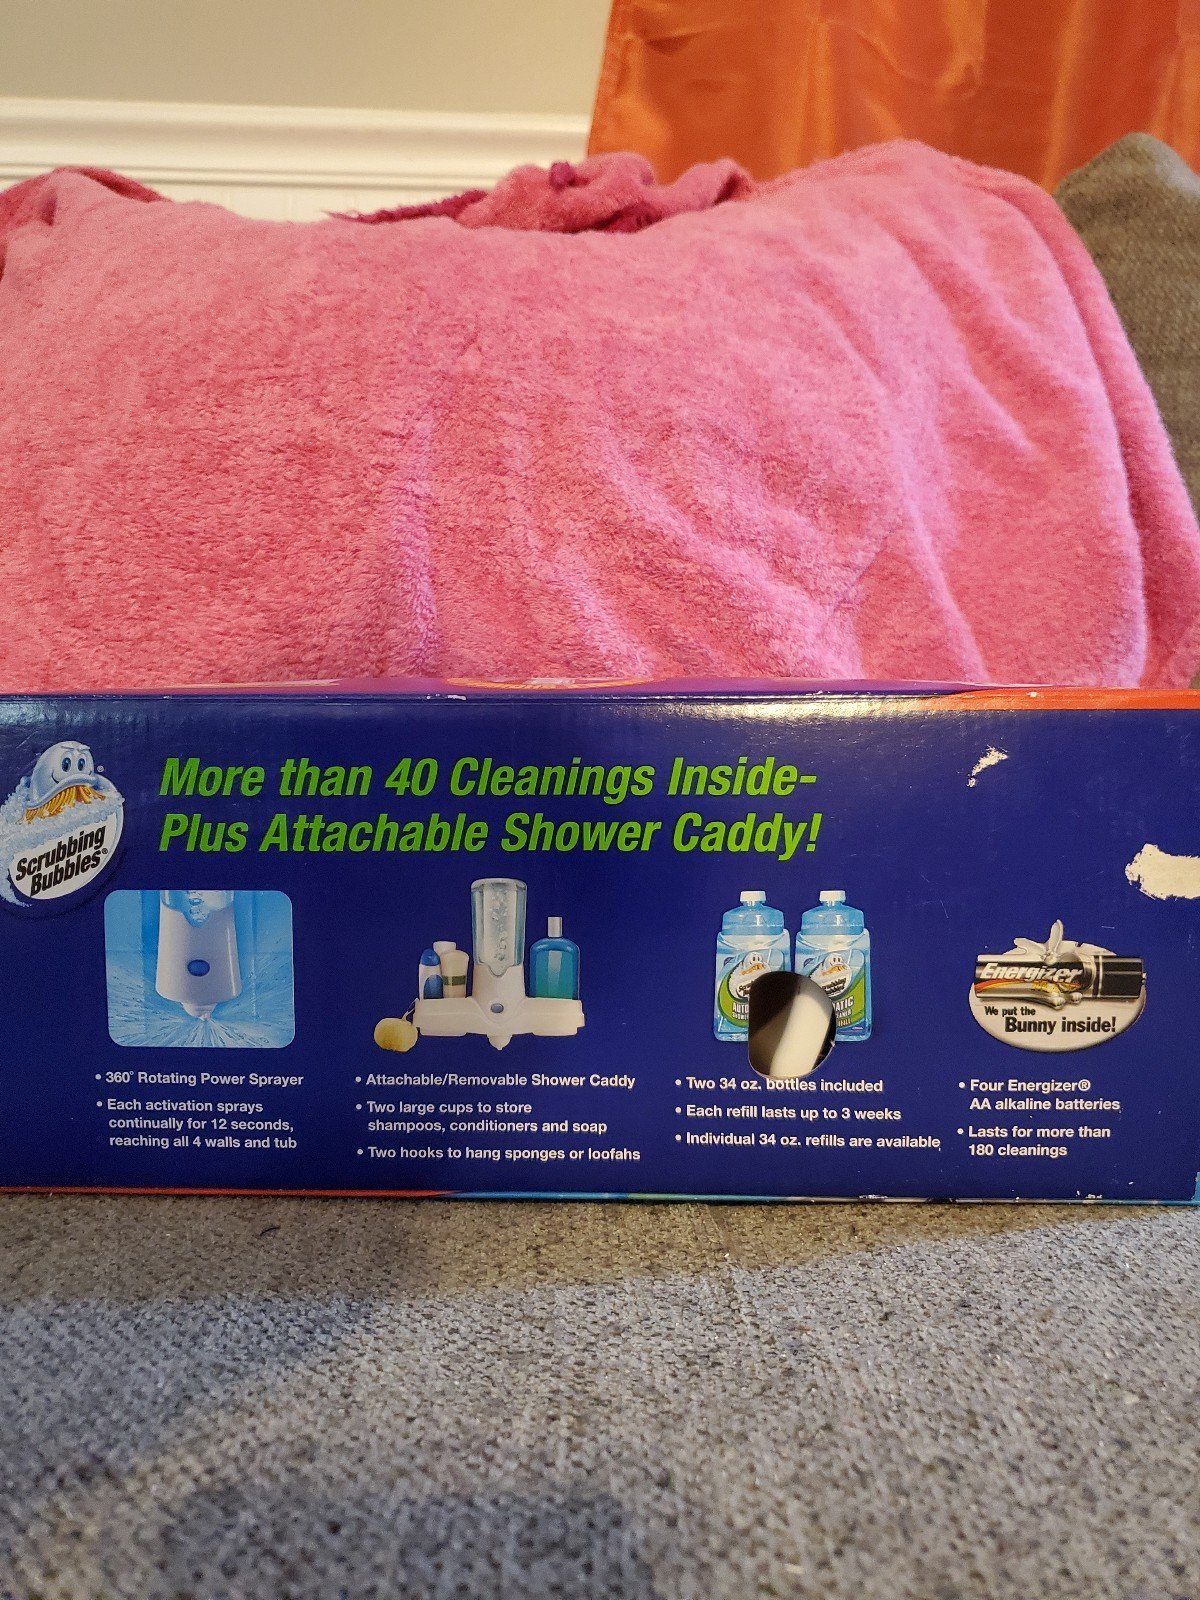 More than 40 Cleanings Inside-
Plus Attachable Shower Caddy!
Scrubbing
Bubbles®
• 360° Rotating Power Sprayer
• Each activation sprays
continually for 12 seconds,
reaching all 4 walls and tub
• Attachable/Removable Shower Caddy
• Two large cups to store
shampoos, conditioners and soap
• Two hooks to hang sponges or loofahs
• Two 34 oz. bottles included
• Each refill lasts up to 3 weeks
• Individual 34 oz. refills are available
Energizer
We put the
Bunny inside!
• Four Energizer®
AA alkaline batteries
• Lasts for more than
180 cleanings